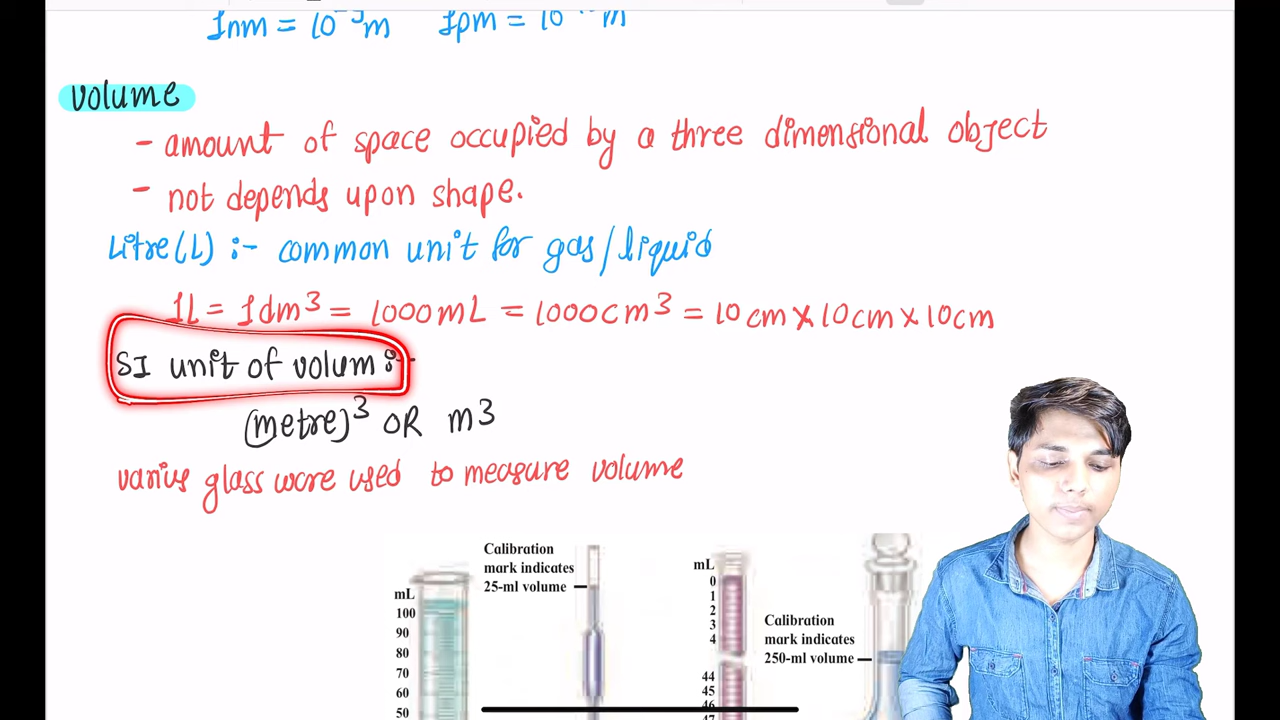 1nm = 10⁻⁹m 1pm = 10 m
Volume
- amount of space occupied by a three dimensional object
- not depends upon shape.
Litre(L) :- common unit for gas/liquid
1L = 1dm³ = 1000mL = 1000cm³ = 10cm×10cm×10cm
SI unit of volum :-
(metre)³ OR m3
varius glass ware used to measure volume
Calibration
mark indicates
25-ml volume
mL
100
90
80
70
60
50
mL
0
1
2
3
4
44
45
46
47
Calibration
mark indicates
250-ml volume